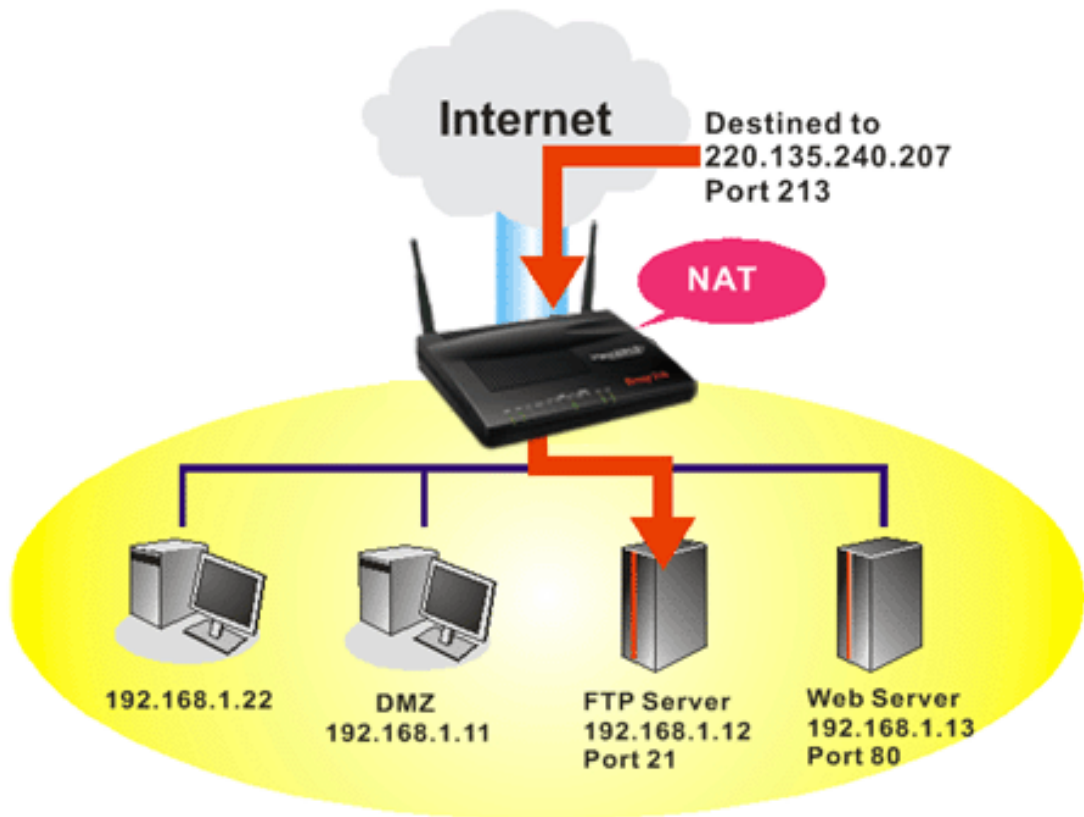 Internet
Destined to
220.135.240.207
Port 213
NAT
192.168.1.22
DMZ
192.168.1.11
FTP Server
192.168.1.12
Port 21
Web Server
192.168.1.13
Port 80